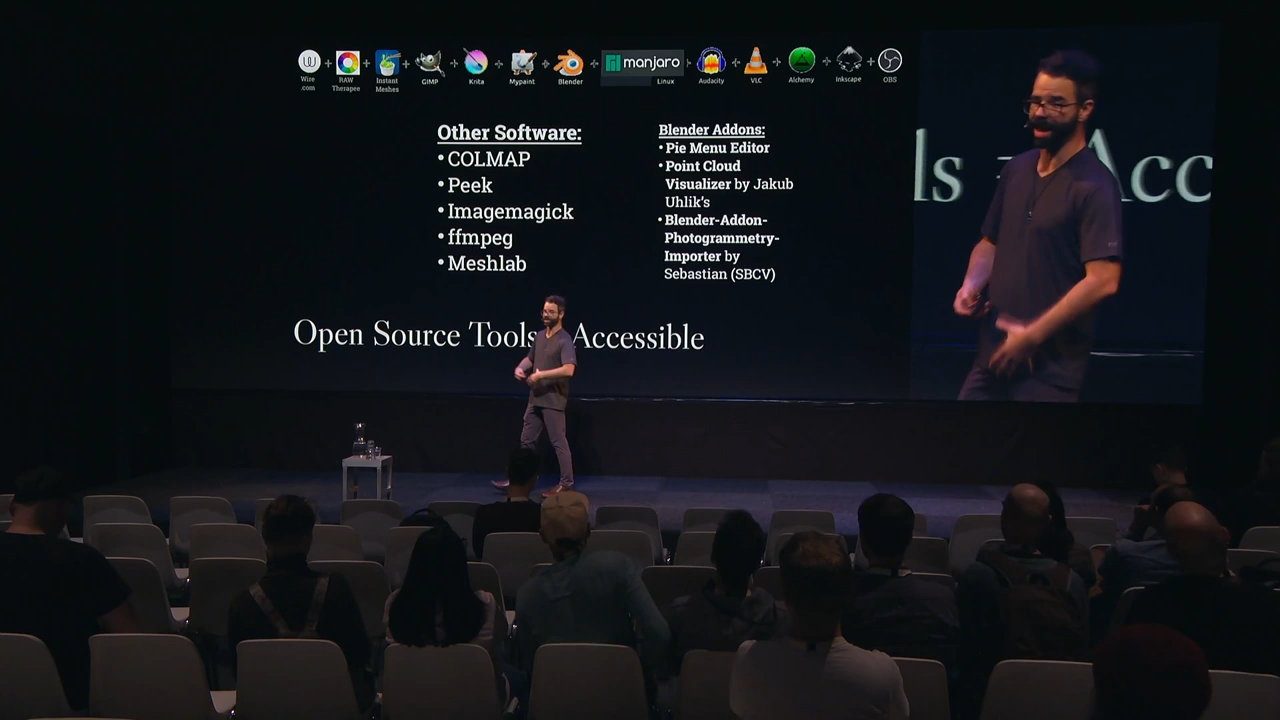 Wire
.com
RAW
Therapee
Instant
Meshes
GIMP
Krita
Mypaint
Blender
manjaro
Linux
Audacity
VLC
Alchemy
Inkscape
OBS
Other Software:
• COLMAP
• Peek
• Imagemagick
• ffmpeg
• Meshlab
Blender Addons:
• Pie Menu Editor
• Point Cloud
Visualizer by Jakub
Uhlik's
• Blender-Addon-
Photogrammetry-
Importer by
Sebastian (SBCV)
Open Source Tools Accessible
ls = Acc